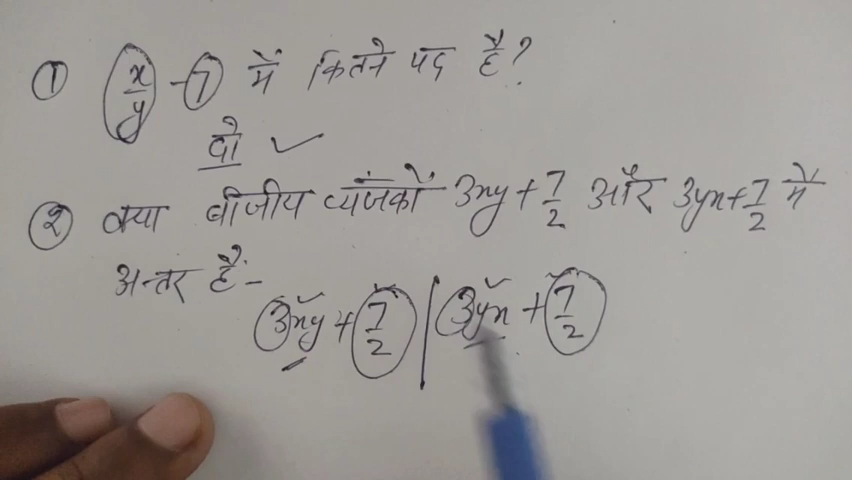 ① x/y - 7 में कितने पद है?
दो ✓
② क्या बीजीय व्यंजकों 3xy + 7/2 और 3yx + 7/2 में
अन्तर हैं-
3xy + 7/2 | 3yx + 7/2